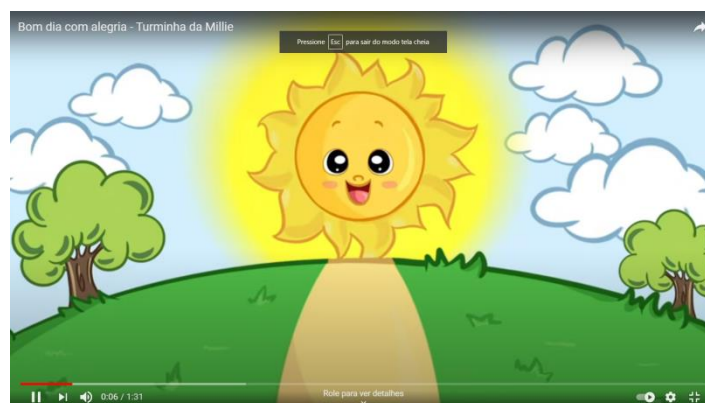 Bom dia com alegria - Turminha da Millie
Pressione Esc para sair do modo tela cheia
0:06 / 1:31
Role para ver detalhes